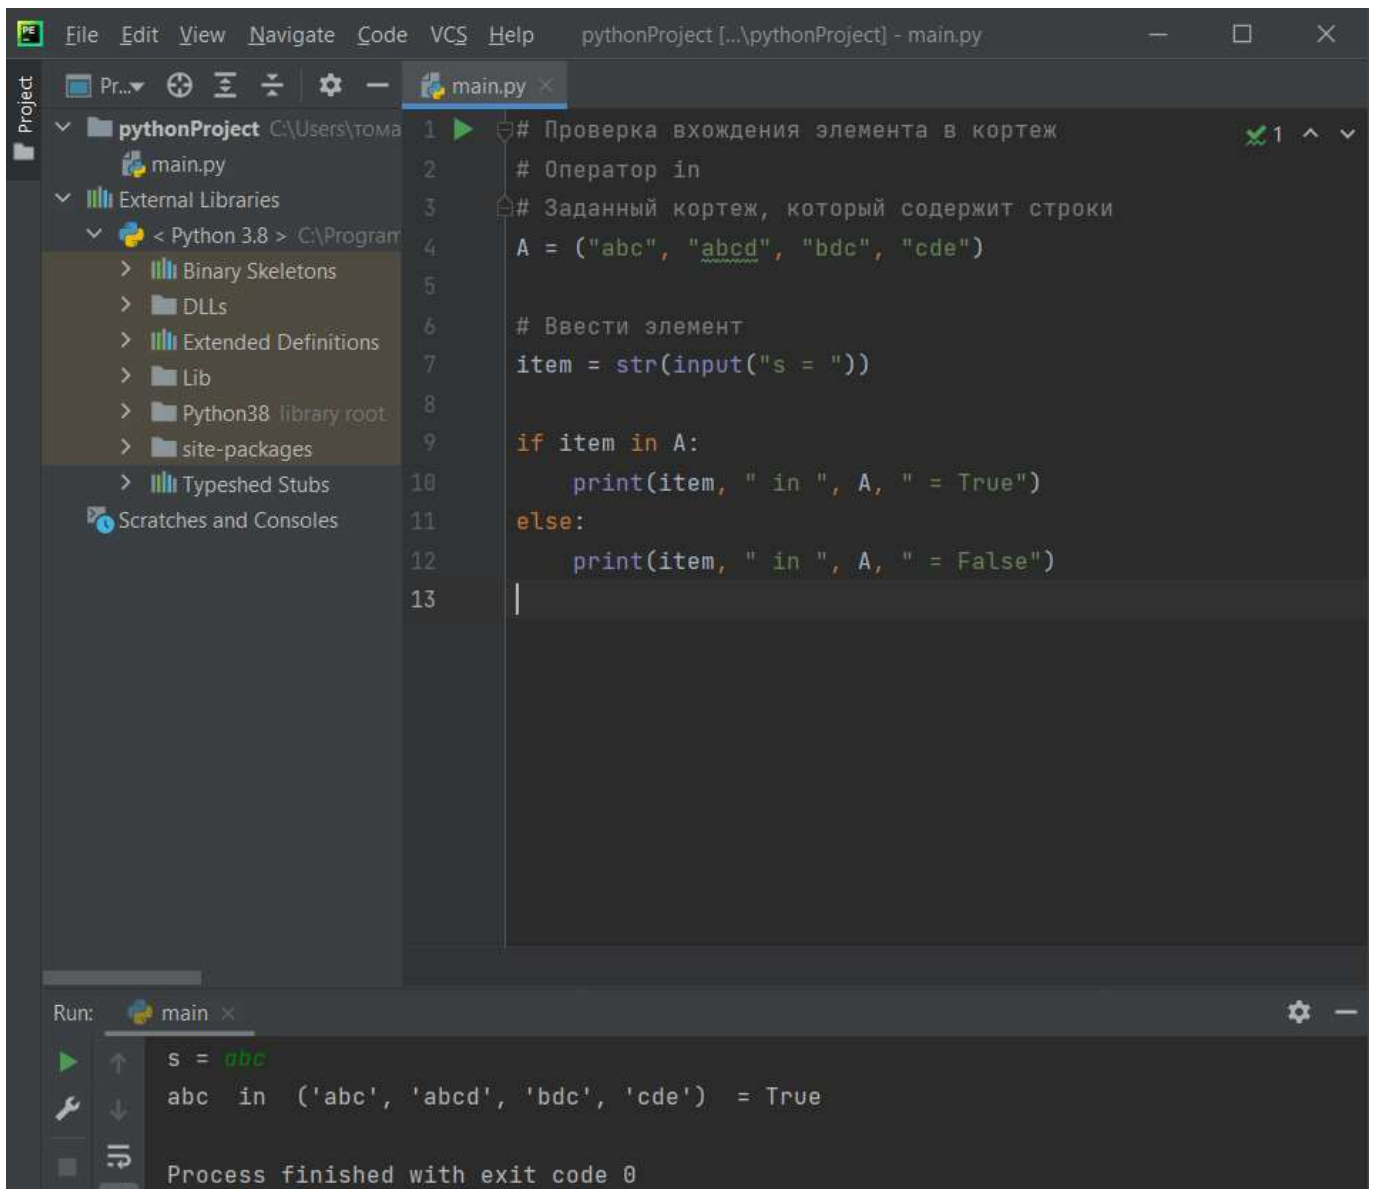 File Edit View Navigate Code VCS Help pythonProject [...\pythonProject] - main.py
Project
Pr... main.py
pythonProject C:\Users\тома
main.py
External Libraries
< Python 3.8 > C:\Program
Binary Skeletons
DLLs
Extended Definitions
Lib
Python38 library root
site-packages
Typeshed Stubs
Scratches and Consoles
1 # Проверка вхождения элемента в кортеж
1
2 # Оператор in
3 # Заданный кортеж, который содержит строки
4 A = ("abc", "abcd", "bdc", "cde")
5
6 # Ввести элемент
7 item = str(input("s = "))
8
9 if item in A:
10 print(item, " in ", A, " = True")
11 else:
12 print(item, " in ", A, " = False")
13
Run: main
s = abc
abc  in  ('abc', 'abcd', 'bdc', 'cde')  = True
Process finished with exit code 0